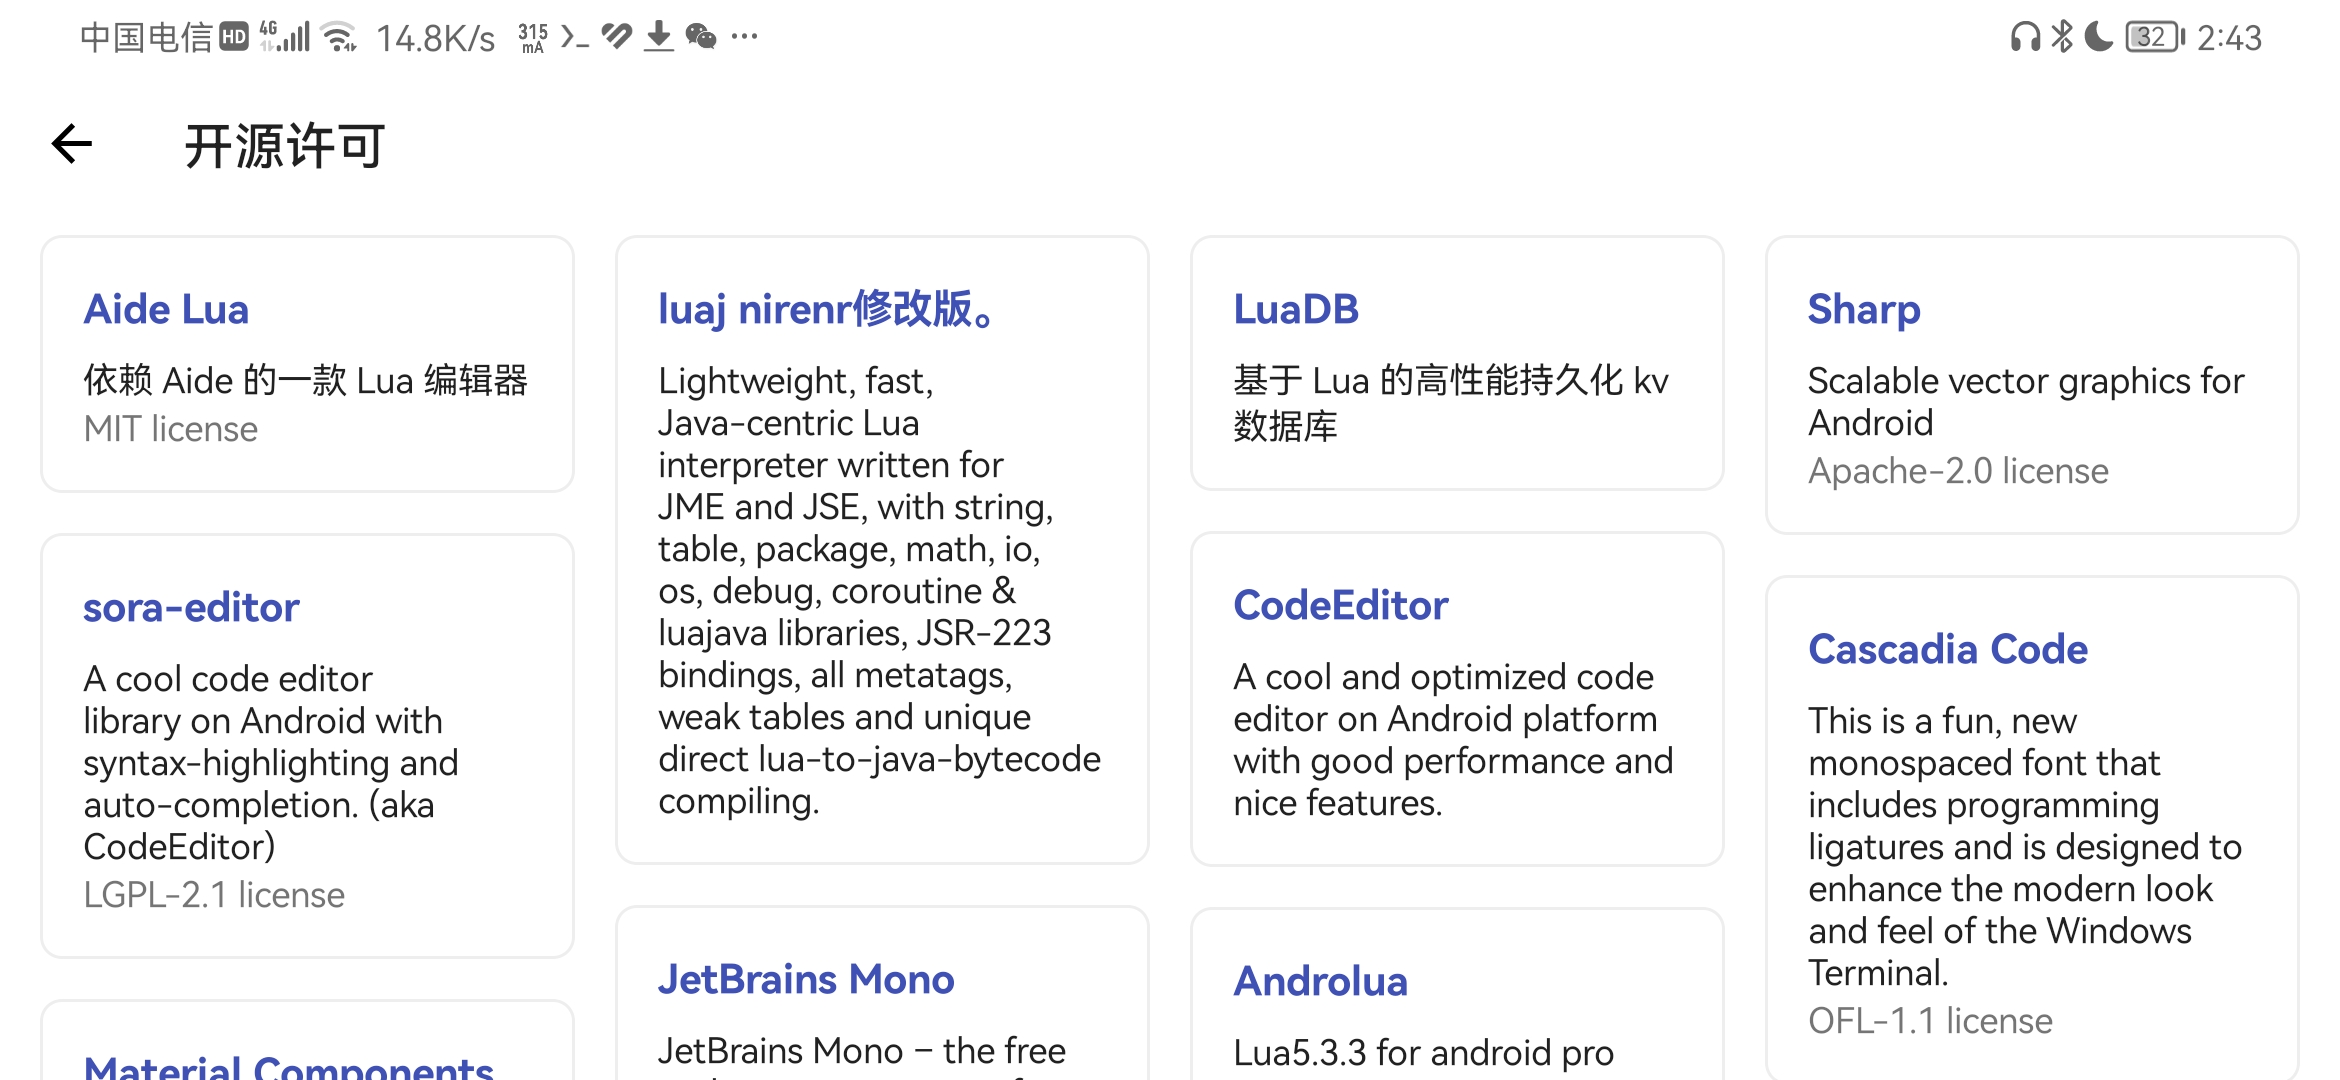 中国电信 HD 4G 14.8K/s 315 mA 32 2:43
开源许可
Aide Lua
依赖 Aide 的一款 Lua 编辑器
MIT license
sora-editor
A cool code editor
library on Android with
syntax-highlighting and
auto-completion. (aka
CodeEditor)
LGPL-2.1 license
Material Components
luaj nirenr修改版。
Lightweight, fast,
Java-centric Lua
interpreter written for
JME and JSE, with string,
table, package, math, io,
os, debug, coroutine &
luajava libraries, JSR-223
bindings, all metatags,
weak tables and unique
direct lua-to-java-bytecode
compiling.
JetBrains Mono
JetBrains Mono – the free
LuaDB
基于 Lua 的高性能持久化 kv
数据库
CodeEditor
A cool and optimized code
editor on Android platform
with good performance and
nice features.
Androlua
Lua5.3.3 for android pro
Sharp
Scalable vector graphics for
Android
Apache-2.0 license
Cascadia Code
This is a fun, new
monospaced font that
includes programming
ligatures and is designed to
enhance the modern look
and feel of the Windows
Terminal.
OFL-1.1 license